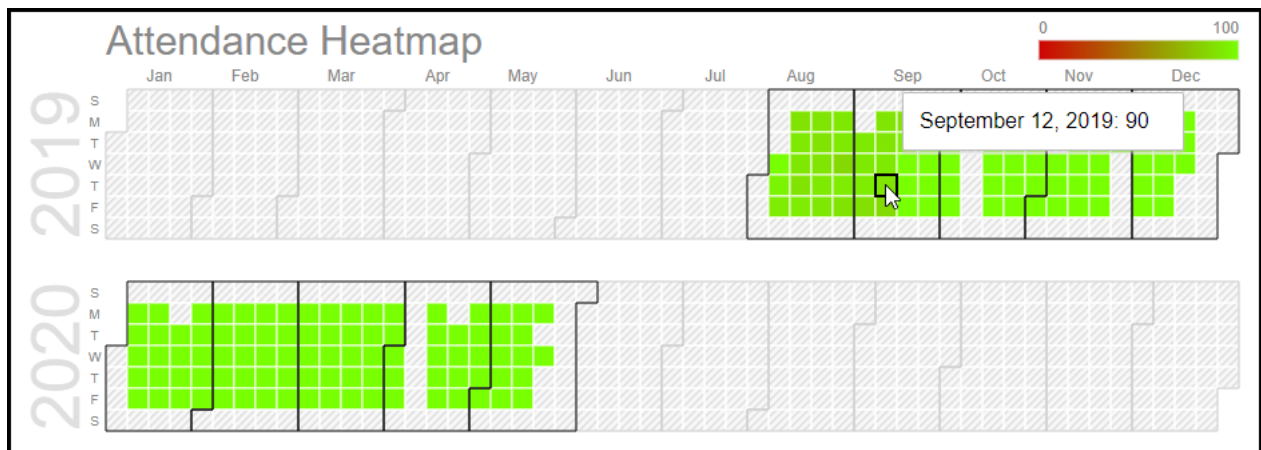 Attendance Heatmap
0 100
Jan Feb Mar Apr May Jun Jul Aug Sep Oct Nov Dec
2019
S
M
T
W
T
F
S
September 12, 2019: 90
2020
S
M
T
W
T
F
S